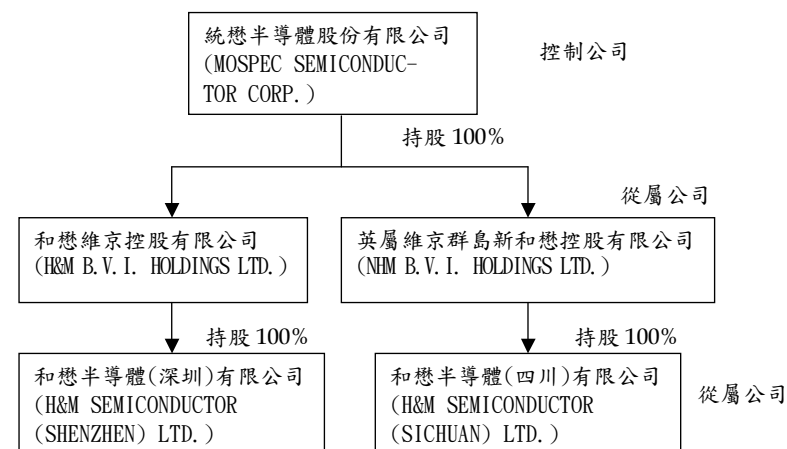 統懋半導體股份有限公司
(MOSPEC SEMICONDUC-
TOR CORP.)
控制公司
持股 100%
從屬公司
和懋維京控股有限公司
(H&M B.V.I. HOLDINGS LTD.)
英屬維京群島新和懋控股有限公司
(NHM B.V.I. HOLDINGS LTD.)
持股 100%
持股 100%
和懋半導體(深圳)有限公司
(H&M SEMICONDUCTOR
(SHENZHEN) LTD.)
和懋半導體(四川)有限公司
(H&M SEMICONDUCTOR
(SICHUAN) LTD.)
從屬公司